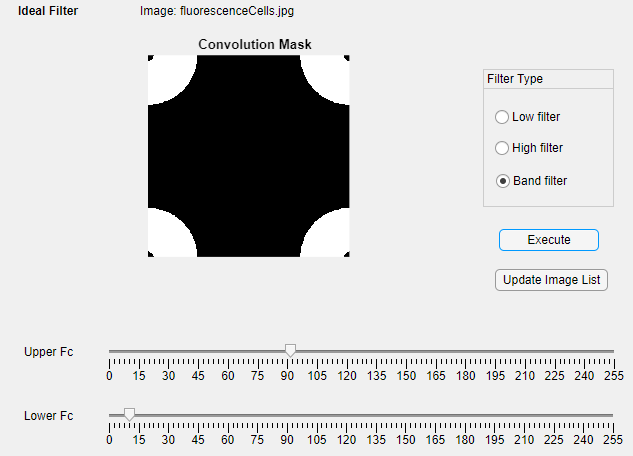 Ideal Filter
Image: fluorescenceCells.jpg
Convolution Mask
Filter Type
Low filter
High filter
Band filter
Execute
Update Image List
Upper Fc
0 15 30 45 60 75 90 105 120 135 150 165 180 195 210 225 240 255
Lower Fc
0 15 30 45 60 75 90 105 120 135 150 165 180 195 210 225 240 255